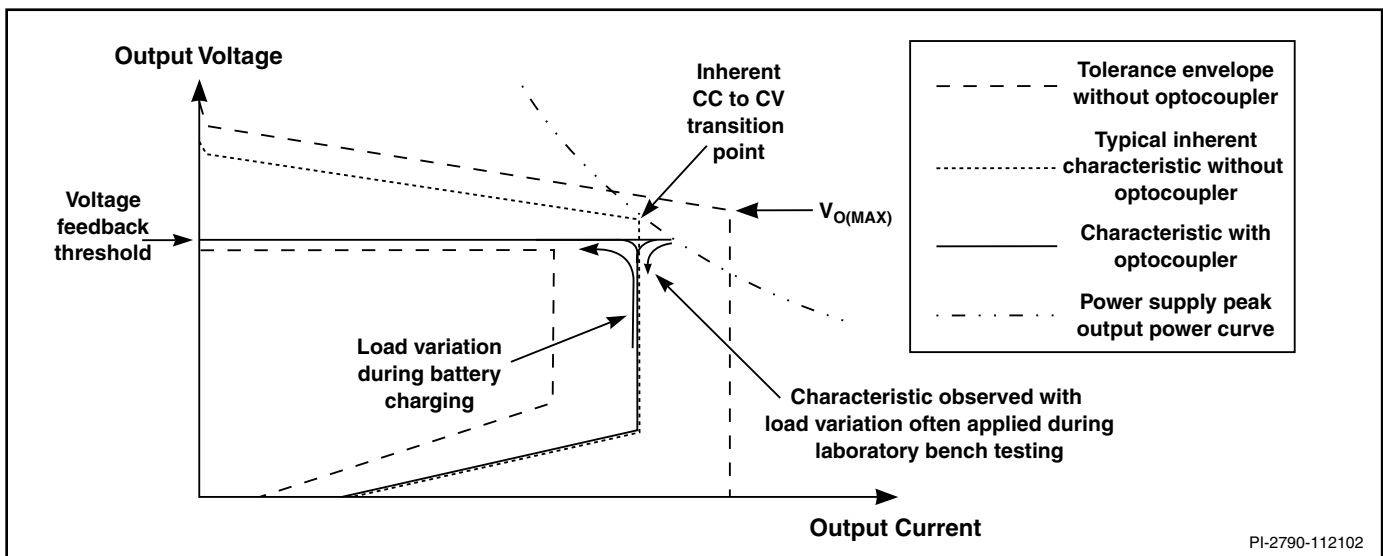 Output Voltage
Inherent
CC to CV
transition
point
Tolerance envelope
without optocoupler
Typical inherent
characteristic without
optocoupler
Characteristic with
optocoupler
Power supply peak
output power curve
Voltage
feedback
threshold
VO(MAX)
Load variation
during battery
charging
Characteristic observed with
load variation often applied during
laboratory bench testing
Output Current
PI-2790-112102